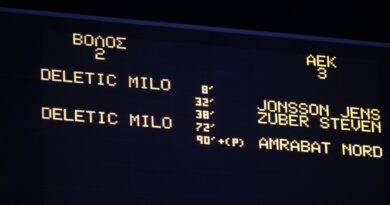 ΒΟΛΟΣ ΑΕΚ
2 3
DELETIC MILO 8'
32' JONSSON JENS
DELETIC MILO 38' ZUBER STEVEN
72'
90'+(P) AMRABAT NORD